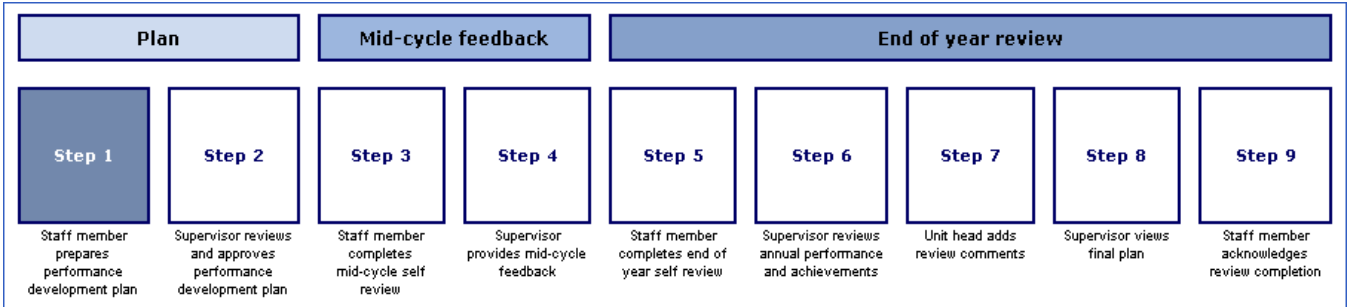 Plan
Mid-cycle feedback
End of year review
Step 1
Step 2
Step 3
Step 4
Step 5
Step 6
Step 7
Step 8
Step 9
Staff member
prepares
performance
development plan
Supervisor reviews
and approves
performance
development plan
Staff member
completes
mid-cycle self
review
Supervisor
provides mid-cycle
feedback
Staff member
completes end of
year self review
Supervisor reviews
annual performance
and achievements
Unit head adds
review comments
Supervisor views
final plan
Staff member
acknowledges
review completion